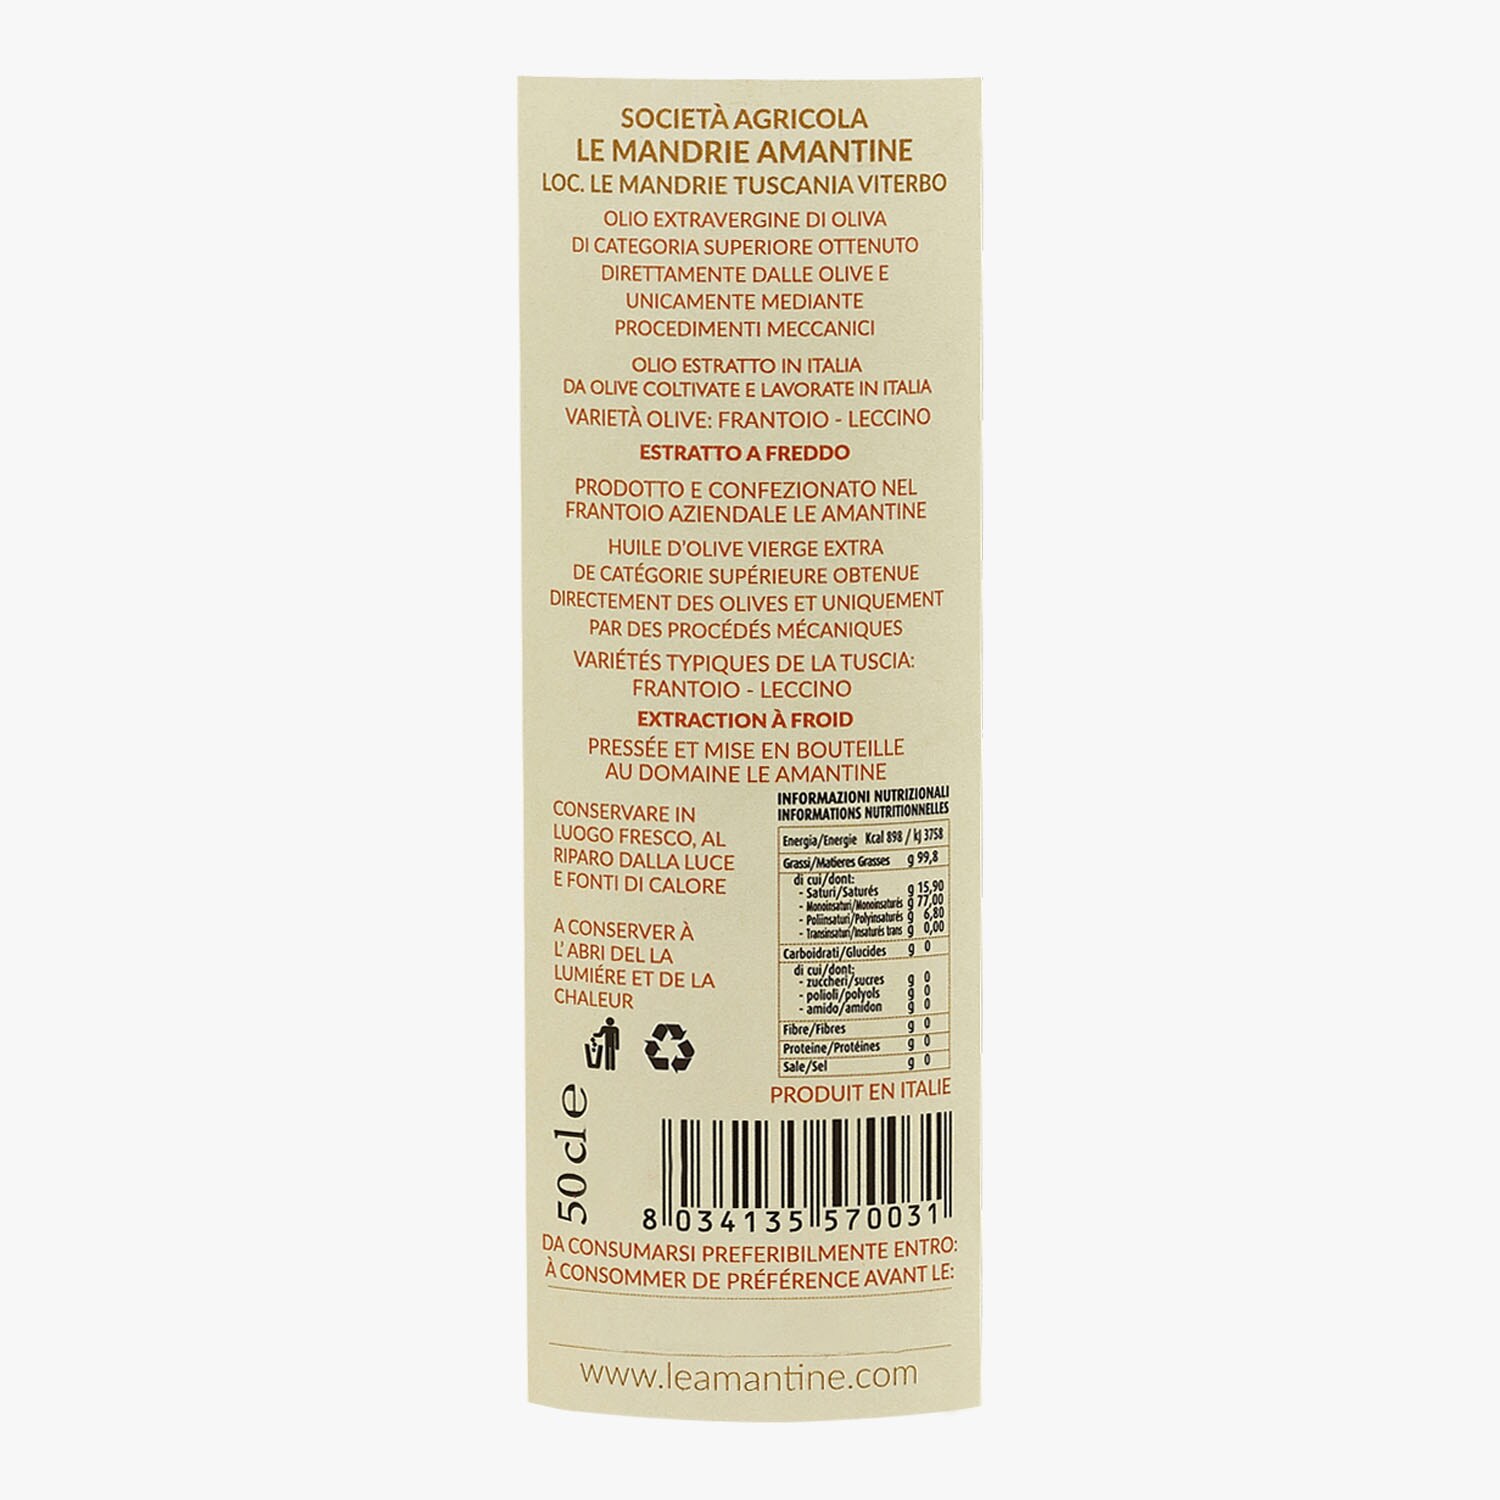 SOCIETÀ AGRICOLA
LE MANDRIE AMANTINE
LOC. LE MANDRIE TUSCANIA VITERBO
OLIO EXTRAVERGINE DI OLIVA
DI CATEGORIA SUPERIORE OTTENUTO
DIRETTAMENTE DALLE OLIVE E
UNICAMENTE MEDIANTE
PROCEDIMENTI MECCANICI
OLIO ESTRATTO IN ITALIA
DA OLIVE COLTIVATE E LAVORATE IN ITALIA
VARIETÀ OLIVE: FRANTOIO - LECCINO
ESTRATTO A FREDDO
PRODOTTO E CONFEZIONATO NEL
FRANTOIO AZIENDALE LE AMANTINE
HUILE D'OLIVE VIERGE EXTRA
DE CATÉGORIE SUPÉRIEURE OBTENUE
DIRECTEMENT DES OLIVES ET UNIQUEMENT
PAR DES PROCÉDÉS MÉCANIQUES
VARIÉTÉS TYPIQUES DE LA TUSCIA:
FRANTOIO - LECCINO
EXTRACTION À FROID
PRESSÉE ET MISE EN BOUTEILLE
AU DOMAINE LE AMANTINE
CONSERVARE IN
LUOGO FRESCO, AL
RIPARO DALLA LUCE
E FONTI DI CALORE
A CONSERVER À
L' ABRI DEL LA
LUMIÉRE ET DE LA
CHALEUR
INFORMAZIONI NUTRIZIONALI
INFORMATIONS NUTRITIONNELLES
Energia/Energie Kcal 898 / kJ 3758
Grassi/Matieres Grasses g 99,8
di cui/dont:
- Saturi/Saturés g 15,90
- Monoinsaturi/Monoinsaturés g 77,00
- Poliinsaturi/Polyinsaturés g 6,80
- Transinsaturi/Insaturés trans g 0,00
Carboidrati/Glucides g 0
di cui/dont:
- zuccheri/sucres g 0
- polioli/polyols g 0
- amido/amidon g 0
Fibre/Fibres g 0
Proteine/Protéines g 0
Sale/Sel g 0
PRODUIT EN ITALIE
50 cl e
8 034135 570031
DA CONSUMARSI PREFERIBILMENTE ENTRO:
À CONSOMMER DE PRÉFÉRENCE AVANT LE:
www.leamantine.com